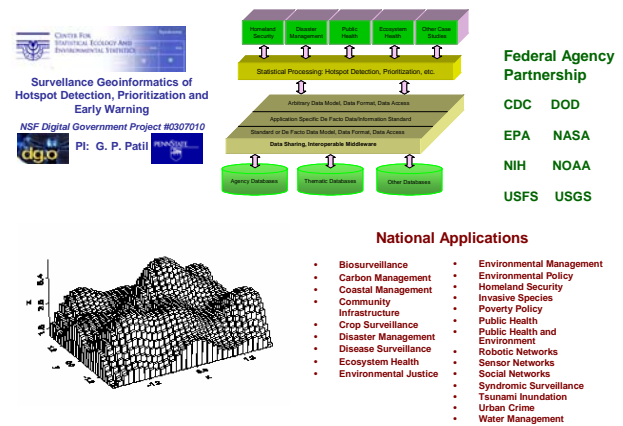 CENTER FOR
STATISTICAL ECOLOGY AND
ENVIRONMENTAL STATISTICS
Survellance Geoinformatics of
Hotspot Detection, Prioritization and
Early Warning
NSF Digital Government Project #0307010
dg.o
PI: G. P. Patil
PENNSTATE
Homeland
Security
Disaster
Management
Public
Health
Ecosystem
Health
Other Case
Studies
Statistical Processing: Hotspot Detection, Prioritization, etc.
Arbitrary Data Model, Data Format, Data Access
Application Specific De Facto Data/Information Standard
Standard or De Facto Data Model, Data Format, Data Access
Data Sharing, Interoperable Middleware
Agency Databases
Thematic Databases
Other Databases
Federal Agency
Partnership
CDC DOD
EPA NASA
NIH NOAA
USFS USGS
National Applications
• Biosurveillance
• Carbon Management
• Coastal Management
• Community
Infrastructure
• Crop Surveillance
• Disaster Management
• Disease Surveillance
• Ecosystem Health
• Environmental Justice
• Environmental Management
• Environmental Policy
• Homeland Security
• Invasive Species
• Poverty Policy
• Public Health
• Public Health and
Environment
• Robotic Networks
• Sensor Networks
• Social Networks
• Syndromic Surveillance
• Tsunami Inundation
• Urban Crime
• Water Management